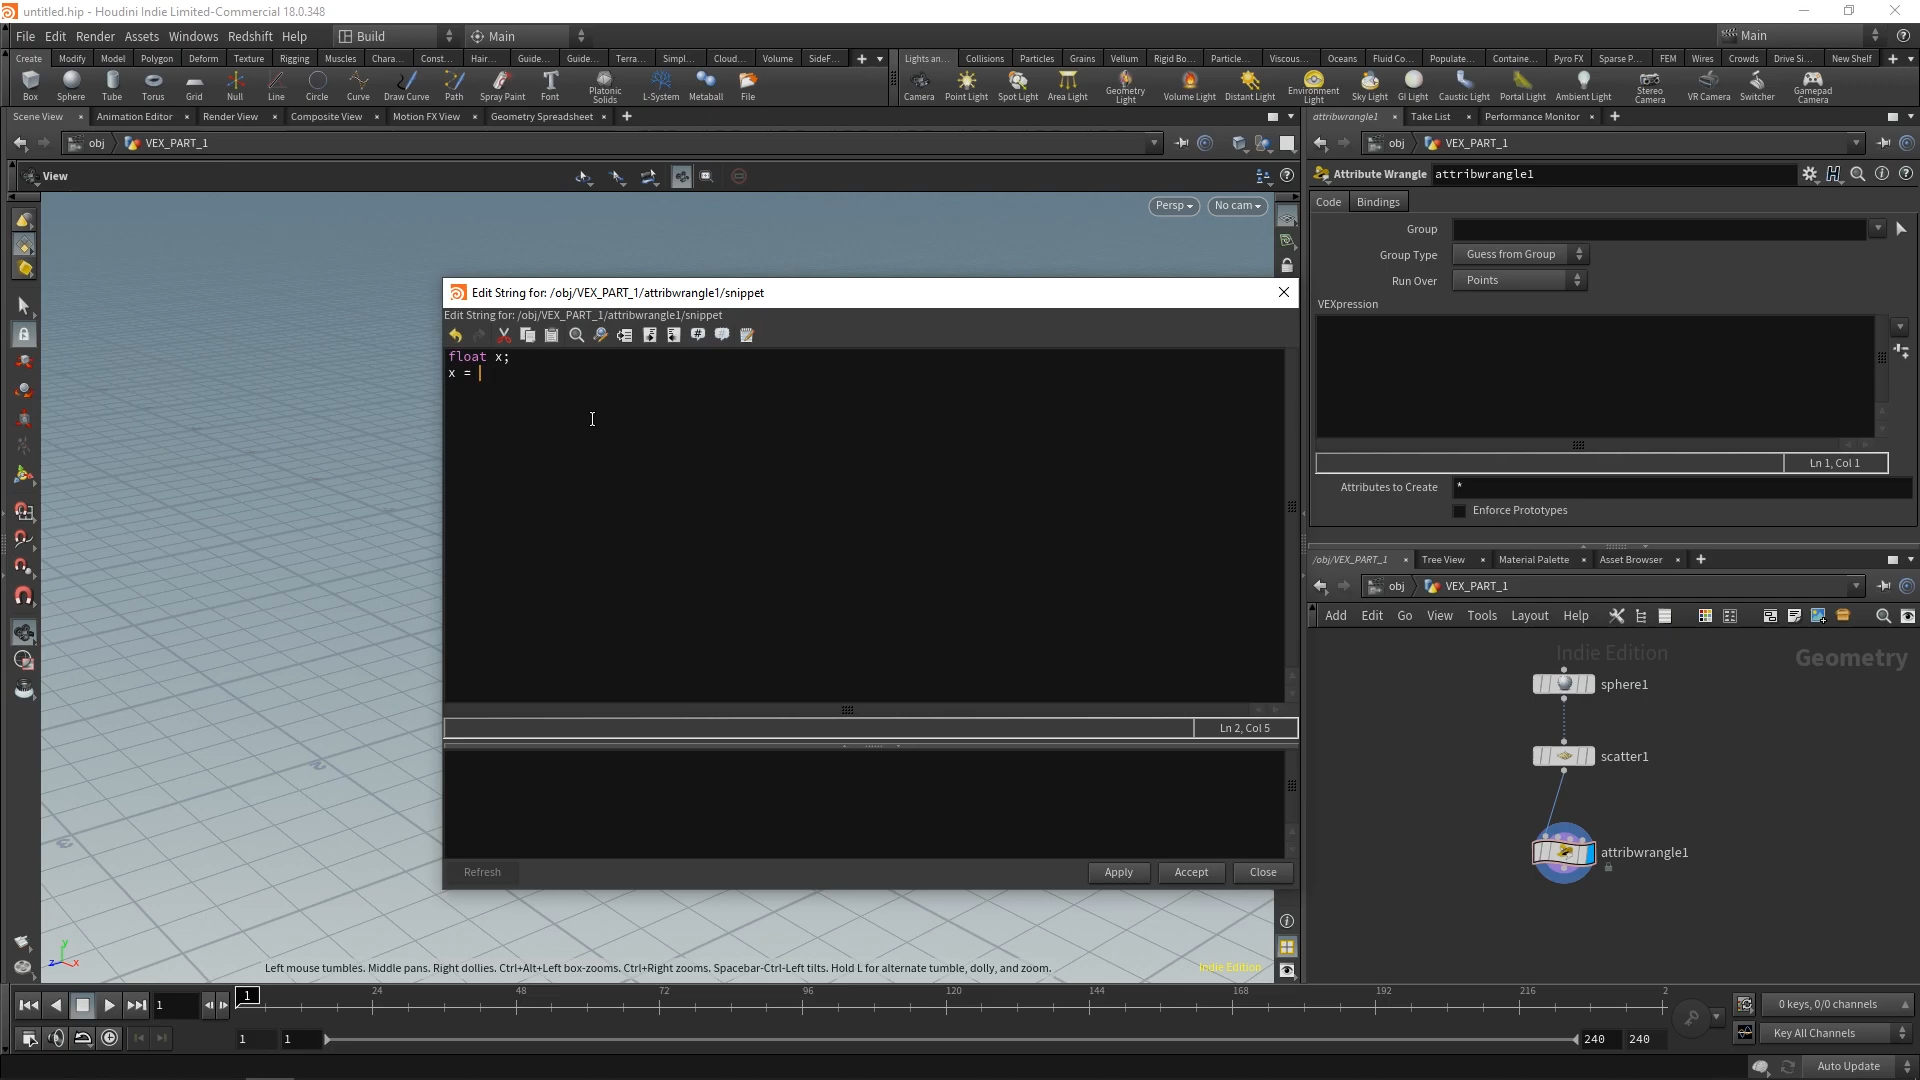 untitled.hip - Houdini Indie Limited-Commercial 18.0.348
File Edit Render Assets Windows Redshift Help Build Main Main
Create Modify Model Polygon Deform Texture Rigging Muscles Chara... Const... Hair... Guide... Guide... Terra... Simpl... Cloud... Volume SideF...
Lights an... Collisions Particles Grains Vellum Rigid Bo... Particle... Viscous... Oceans Fluid Co... Populate... Containe... Pyro FX Sparse P... FEM Wires Crowds Drive Si... New Shelf
Box Sphere Tube Torus Grid Null Line Circle Curve Draw Curve Path Spray Paint Font Platonic Solids L-System Metaball File
Camera Point Light Spot Light Area Light Geometry Light Volume Light Distant Light Environment Light Sky Light GI Light Caustic Light Portal Light Ambient Light Stereo Camera VR Camera Switcher Gamepad Camera
Scene View Animation Editor Render View Composite View Motion FX View Geometry Spreadsheet
obj VEX_PART_1
View
Persp No cam
Edit String for: /obj/VEX_PART_1/attribwrangle1/snippet
Edit String for: /obj/VEX_PART_1/attribwrangle1/snippet
float x;
x =
Ln 2, Col 5
Refresh Apply Accept Close
Left mouse tumbles. Middle pans. Right dollies. Ctrl+Alt+Left box-zooms. Ctrl+Right zooms. Spacebar-Ctrl-Left tilts. Hold L for alternate tumble, dolly, and zoom.
Indie Edition
attribwrangle1 Take List Performance Monitor
obj VEX_PART_1
Attribute Wrangle attribwrangle1
Code Bindings
Group
Group Type Guess from Group
Run Over Points
VEXpression
Ln 1, Col 1
Attributes to Create *
Enforce Prototypes
/obj/VEX_PART_1 Tree View Material Palette Asset Browser
obj VEX_PART_1
Add Edit Go View Tools Layout Help
Indie Edition Geometry
sphere1
scatter1
attribwrangle1
1 1 24 48 72 96 120 144 168 192 216 2
0 keys, 0/0 channels
1 1 240 240
Key All Channels
Auto Update